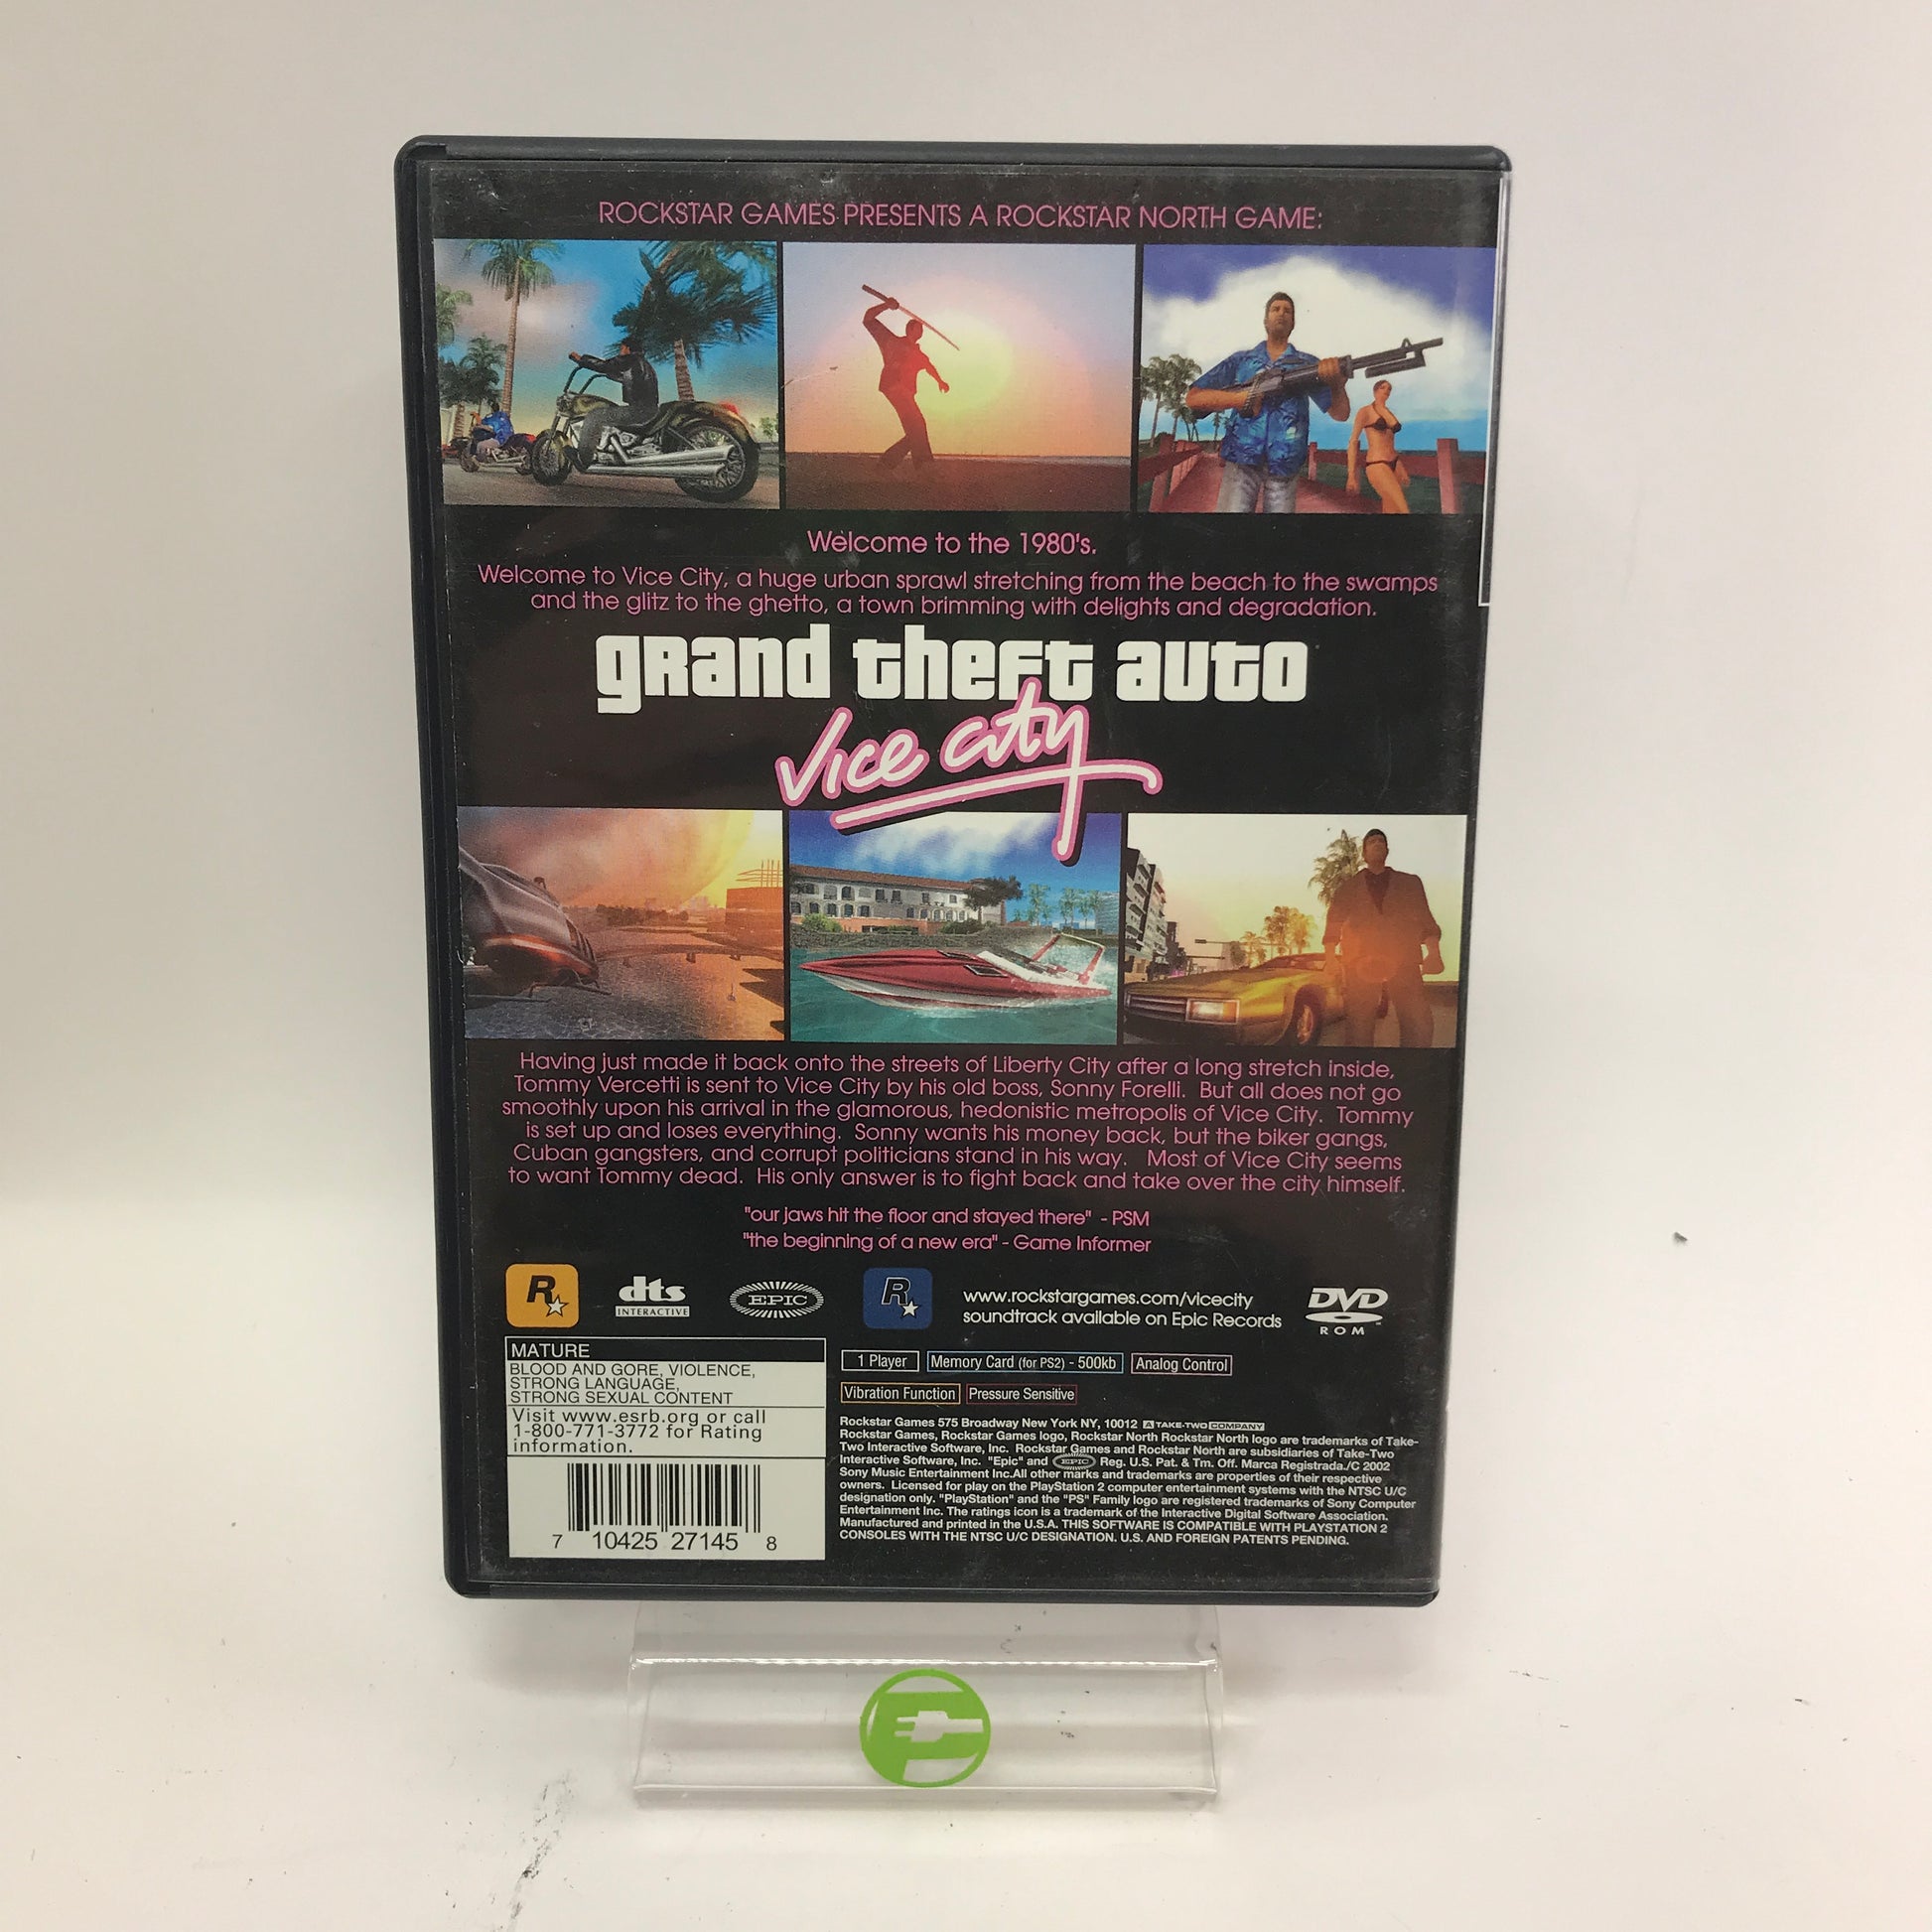 ROCKSTAR GAMES PRESENTS A ROCKSTAR NORTH GAME:
Welcome to the 1980's.
Welcome to Vice City, a huge urban sprawl stretching from the beach to the swamps
and the glitz to the ghetto, a town brimming with delights and degradation.
grand theft auto
Vice City
Having just made it back onto the streets of Liberty City after a long stretch inside,
Tommy Vercetti is sent to Vice City by his old boss, Sonny Forelli. But all does not go
smoothly upon his arrival in the glamorous, hedonistic metropolis of Vice City. Tommy
is set up and loses everything. Sonny wants his money back, but the biker gangs,
Cuban gangsters, and corrupt politicians stand in his way. Most of Vice City seems
to want Tommy dead. His only answer is to fight back and take over the city himself.
"our jaws hit the floor and stayed there" - PSM
"the beginning of a new era" - Game Informer
R
dts
INTERACTIVE
EPIC
R
www.rockstargames.com/vicecity
soundtrack available on Epic Records
DVD
ROM
MATURE
BLOOD AND GORE, VIOLENCE,
STRONG LANGUAGE,
STRONG SEXUAL CONTENT
Visit www.esrb.org or call
1-800-771-3772 for Rating
information.
7 10425 27145 8
1 Player Memory Card (for PS2) - 500kb Analog Control
Vibration Function Pressure Sensitive
Rockstar Games 575 Broadway New York NY, 10012 A TAKE-TWO COMPANY
Rockstar Games, Rockstar Games logo, Rockstar North Rockstar North logo are trademarks of Take-
Two Interactive Software, Inc. Rockstar Games and Rockstar North are subsidiaries of Take-Two
Interactive Software, Inc. "Epic" and EPIC Reg. U.S. Pat. & Tm. Off. Marca Registrada./C 2002
Sony Music Entertainment Inc.All other marks and trademarks are properties of their respective
owners. Licensed for play on the PlayStation 2 computer entertainment systems with the NTSC U/C
designation only. "PlayStation" and the "PS" Family logo are registered trademarks of Sony Computer
Entertainment Inc. The ratings icon is a trademark of the Interactive Digital Software Association.
Manufactured and printed in the U.S.A. THIS SOFTWARE IS COMPATIBLE WITH PLAYSTATION 2
CONSOLES WITH THE NTSC U/C DESIGNATION. U.S. AND FOREIGN PATENTS PENDING.